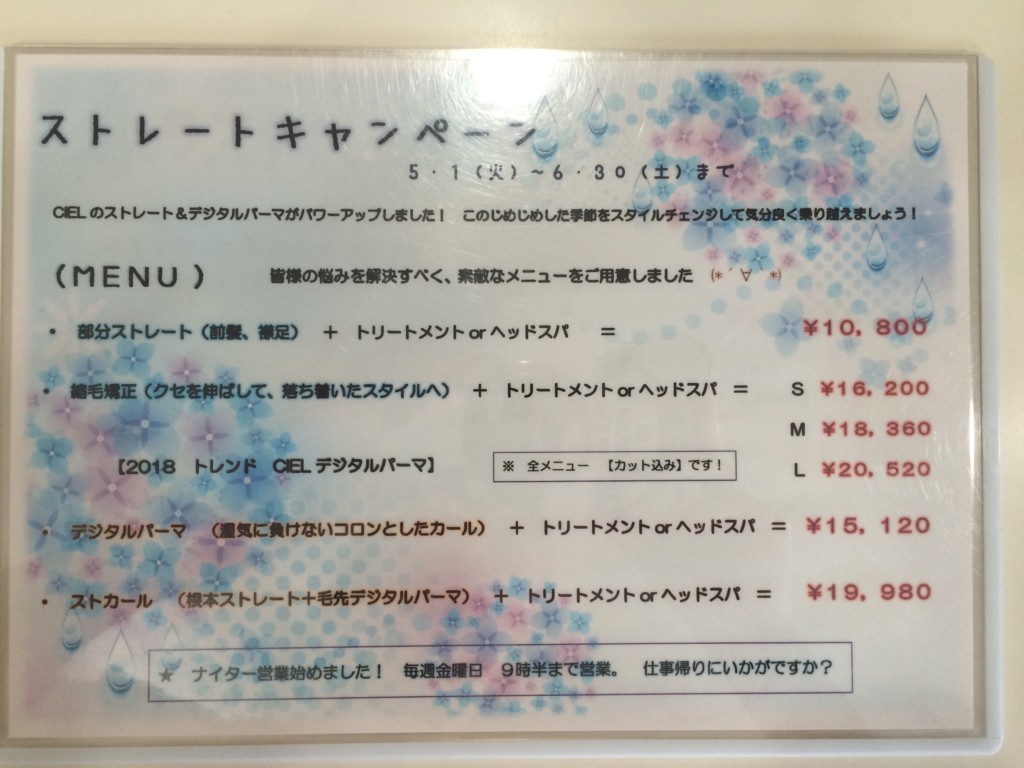 ストレートキャンペーン
5・1(火)～6・30(土)まで
CIELのストレート＆デジタルパーマがパワーアップしました！　このじめじめした季節をスタイルチェンジして気分良く乗り越えましょう！
(MENU)　皆様の悩みを解決すべく、素敵なメニューをご用意しました　(*´∀`*)
・　部分ストレート（前髪、襟足）　＋　トリートメント or ヘッドスパ　＝　¥10，800
・　縮毛矯正（クセを伸ばして、落ち着いたスタイルへ）　＋　トリートメント or ヘッドスパ　＝　S　¥16，200
M　¥18，360
【2018　トレンド　CIELデジタルパーマ】　※　全メニュー　【カット込み】です！　L　¥20，520
・　デジタルパーマ　（湿気に負けないコロンとしたカール）　＋　トリートメント or ヘッドスパ　＝　¥15，120
・　ストカール　（根本ストレート＋毛先デジタルパーマ）　＋　トリートメント or ヘッドスパ　＝　¥19，980
★　ナイター営業始めました！　毎週金曜日　9時半まで営業。　仕事帰りにいかがですか？